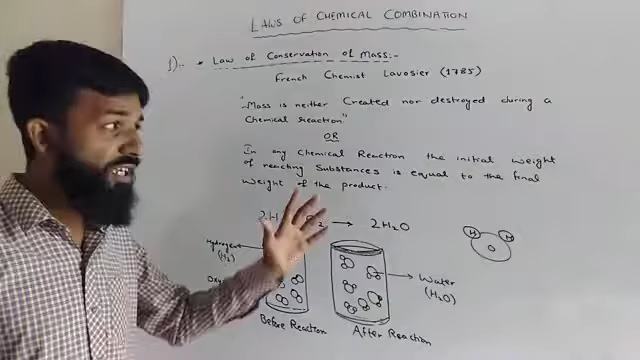 LAWS OF CHEMICAL COMBINATION
1):- * Law of Conservation of Mass:-
French Chemist Lavosier (1785)
"Mass is neither Created nor destroyed during a
Chemical reaction"
OR
In any Chemical Reaction the initial weight
of reacting Substances is equal to the final
weight of the product.
2H 2 → 2H₂O
H H
O
Hydrogen
(H₂)
Water
(H₂O)
Before Reaction
After Reaction